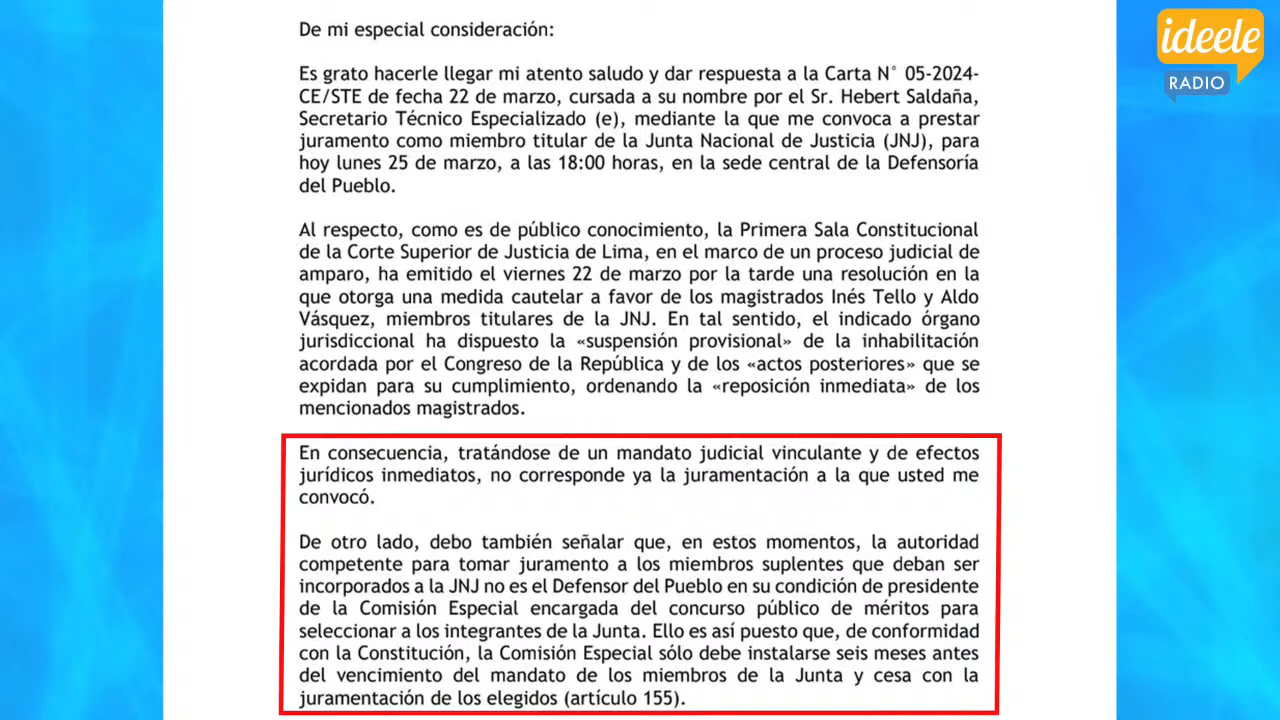 ideele
RADIO
De mi especial consideración:
Es grato hacerle llegar mi atento saludo y dar respuesta a la Carta N° 05-2024-
CE/STE de fecha 22 de marzo, cursada a su nombre por el Sr. Hebert Saldaña,
Secretario Técnico Especializado (e), mediante la que me convoca a prestar
juramento como miembro titular de la Junta Nacional de Justicia (JNJ), para
hoy lunes 25 de marzo, a las 18:00 horas, en la sede central de la Defensoría
del Pueblo.
Al respecto, como es de público conocimiento, la Primera Sala Constitucional
de la Corte Superior de Justicia de Lima, en el marco de un proceso judicial de
amparo, ha emitido el viernes 22 de marzo por la tarde una resolución en la
que otorga una medida cautelar a favor de los magistrados Inés Tello y Aldo
Vásquez, miembros titulares de la JNJ. En tal sentido, el indicado órgano
jurisdiccional ha dispuesto la «suspensión provisional» de la inhabilitación
acordada por el Congreso de la República y de los «actos posteriores» que se
expidan para su cumplimiento, ordenando la «reposición inmediata» de los
mencionados magistrados.
En consecuencia, tratándose de un mandato judicial vinculante y de efectos
jurídicos inmediatos, no corresponde ya la juramentación a la que usted me
convocó.
De otro lado, debo también señalar que, en estos momentos, la autoridad
competente para tomar juramento a los miembros suplentes que deban ser
incorporados a la JNJ no es el Defensor del Pueblo en su condición de presidente
de la Comisión Especial encargada del concurso público de méritos para
seleccionar a los integrantes de la Junta. Ello es así puesto que, de conformidad
con la Constitución, la Comisión Especial sólo debe instalarse seis meses antes
del vencimiento del mandato de los miembros de la Junta y cesa con la
juramentación de los elegidos (artículo 155).